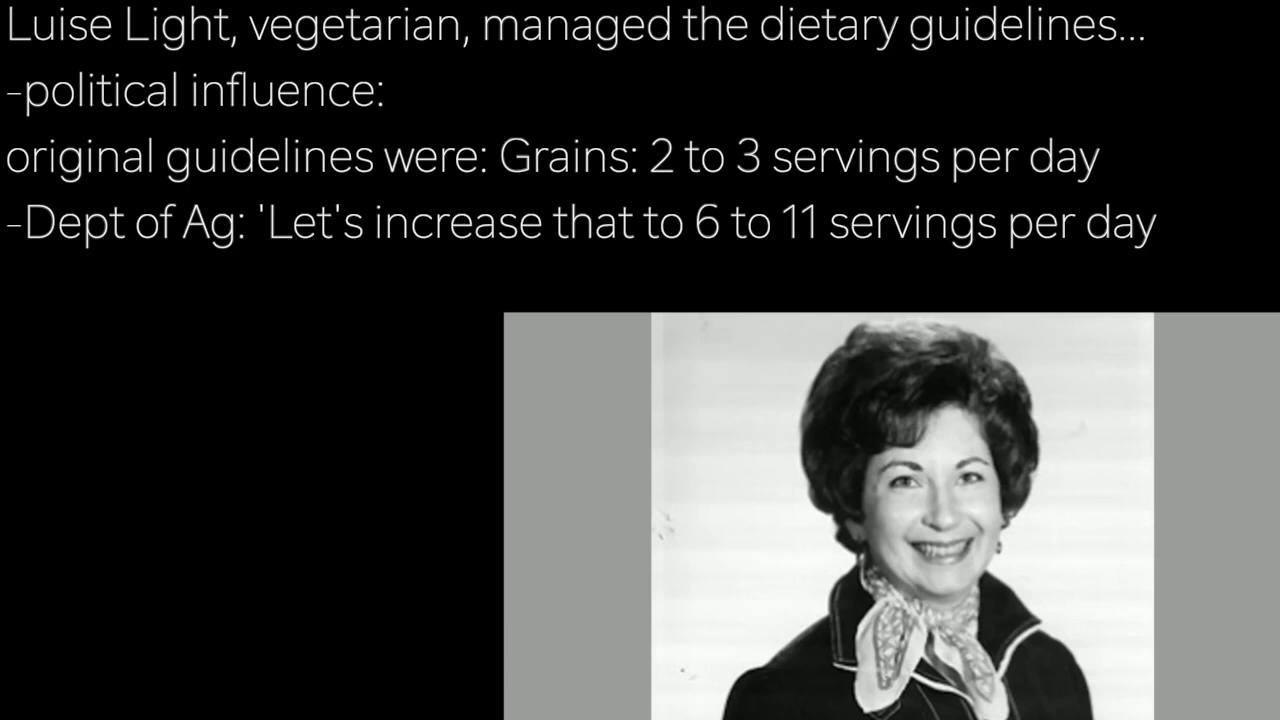 Luise Light, vegetarian, managed the dietary guidelines...
-political influence:
original guidelines were: Grains: 2 to 3 servings per day
-Dept of Ag: 'Let's increase that to 6 to 11 servings per day